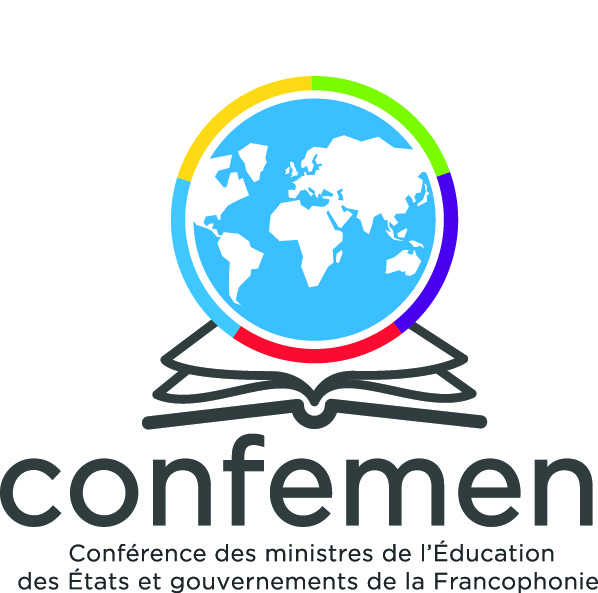 confemen
Conférence des ministres de l’Éducation
des États et gouvernements de la Francophonie